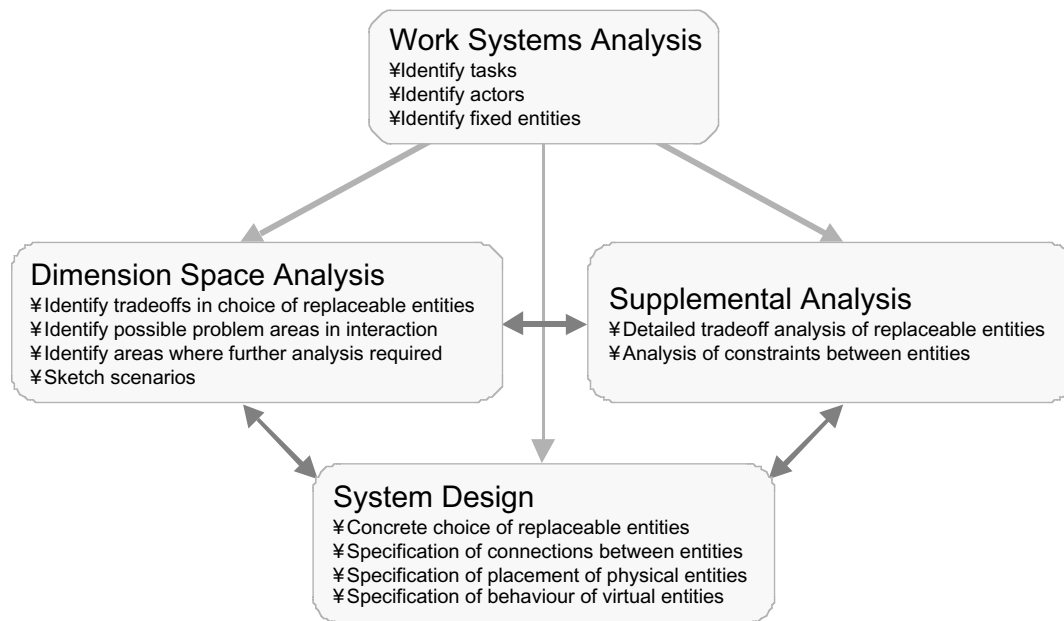 Work Systems Analysis
¥Identify tasks
¥Identify actors
¥Identify fixed entities
Dimension Space Analysis
¥Identify tradeoffs in choice of replaceable entities
¥Identify possible problem areas in interaction
¥Identify areas where further analysis required
¥Sketch scenarios
Supplemental Analysis
¥Detailed tradeoff analysis of replaceable entities
¥Analysis of constraints between entities
System Design
¥Concrete choice of replaceable entities
¥Specification of connections between entities
¥Specification of placement of physical entities
¥Specification of behaviour of virtual entities